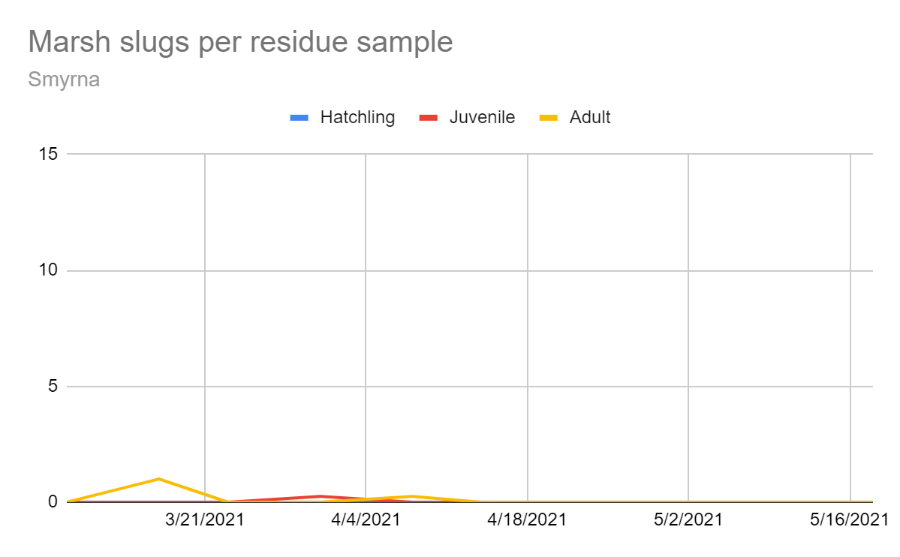 Marsh slugs per residue sample
Smyrna
Hatchling Juvenile Adult
15
10
5
0
3/21/2021 4/4/2021 4/18/2021 5/2/2021 5/16/2021